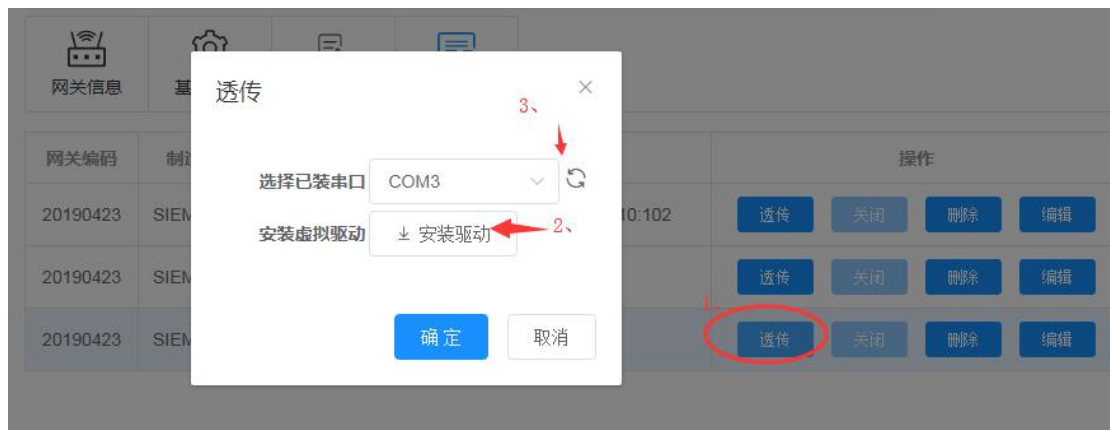 网关信息
基
透传
3、
网关编码
制造
操作
选择已装串口 COM3
20190423 SIEM
10:102
透传 关闭 删除 编辑
安装虚拟驱动 安装驱动
2、
20190423 SIEM
透传 关闭 删除 编辑
1、
20190423 SIEM
透传 关闭 删除 编辑
确定 取消